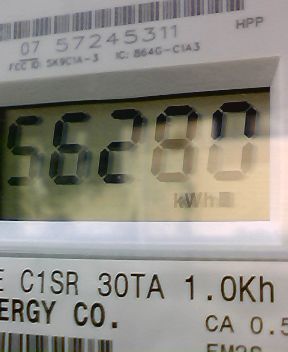 HPP
07 57245311
FCC ID: SK9C1A-3 IC: 864G-C1A3
kWh
E C1SR 30TA 1.0Kh
ERGY CO.
CA 0.5